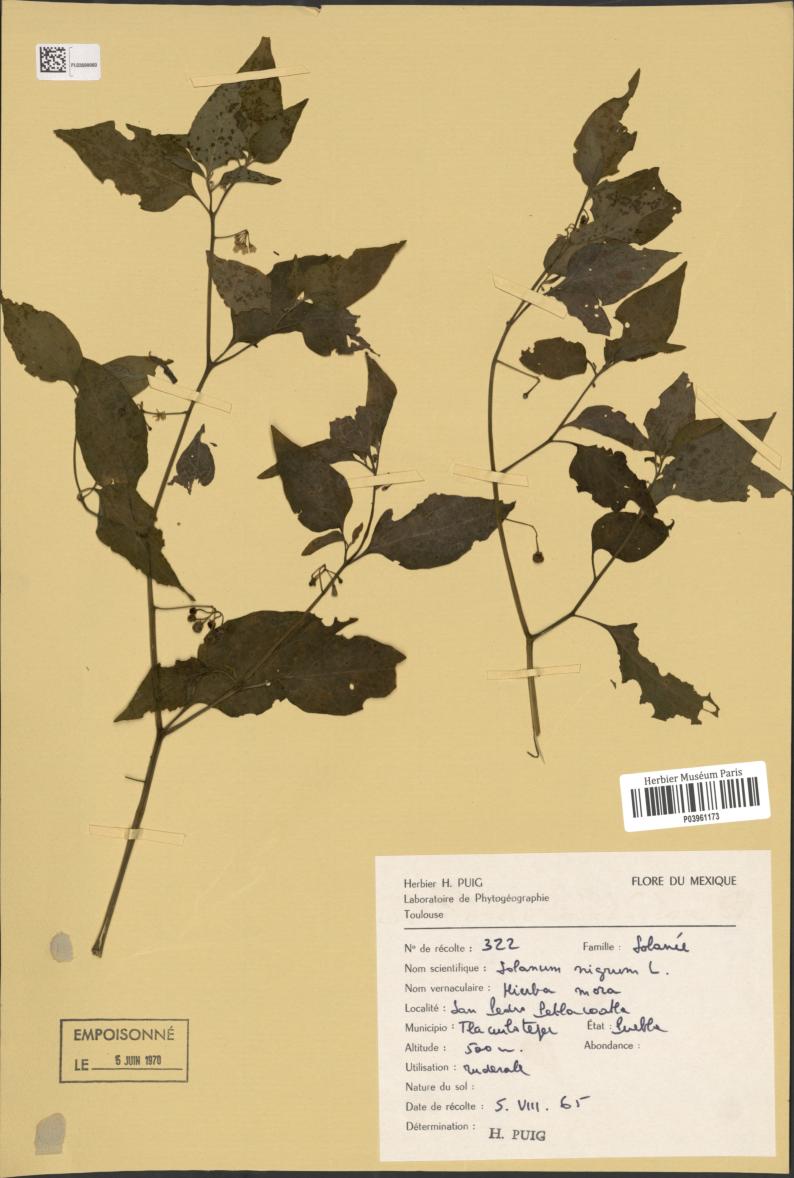 Herbier Muséum Paris
P03961173
Herbier H. PUIG
FLORE DU MEXIQUE
Laboratoire de Phytogéographie
Toulouse
N° de récolte : 322 Famille : Solanée
Nom scientifique : Solanum nigrum L.
Nom vernaculaire : Hierba mora
Localité : San Pedro
Municipio : État : Puebla
Altitude : 500 m. Abondance :
Utilisation : ruderale
Nature du sol :
Date de récolte : 5. VIII. 65
Détermination : H. PUIG
EMPOISONNÉ
LE 5 JUIN 1970